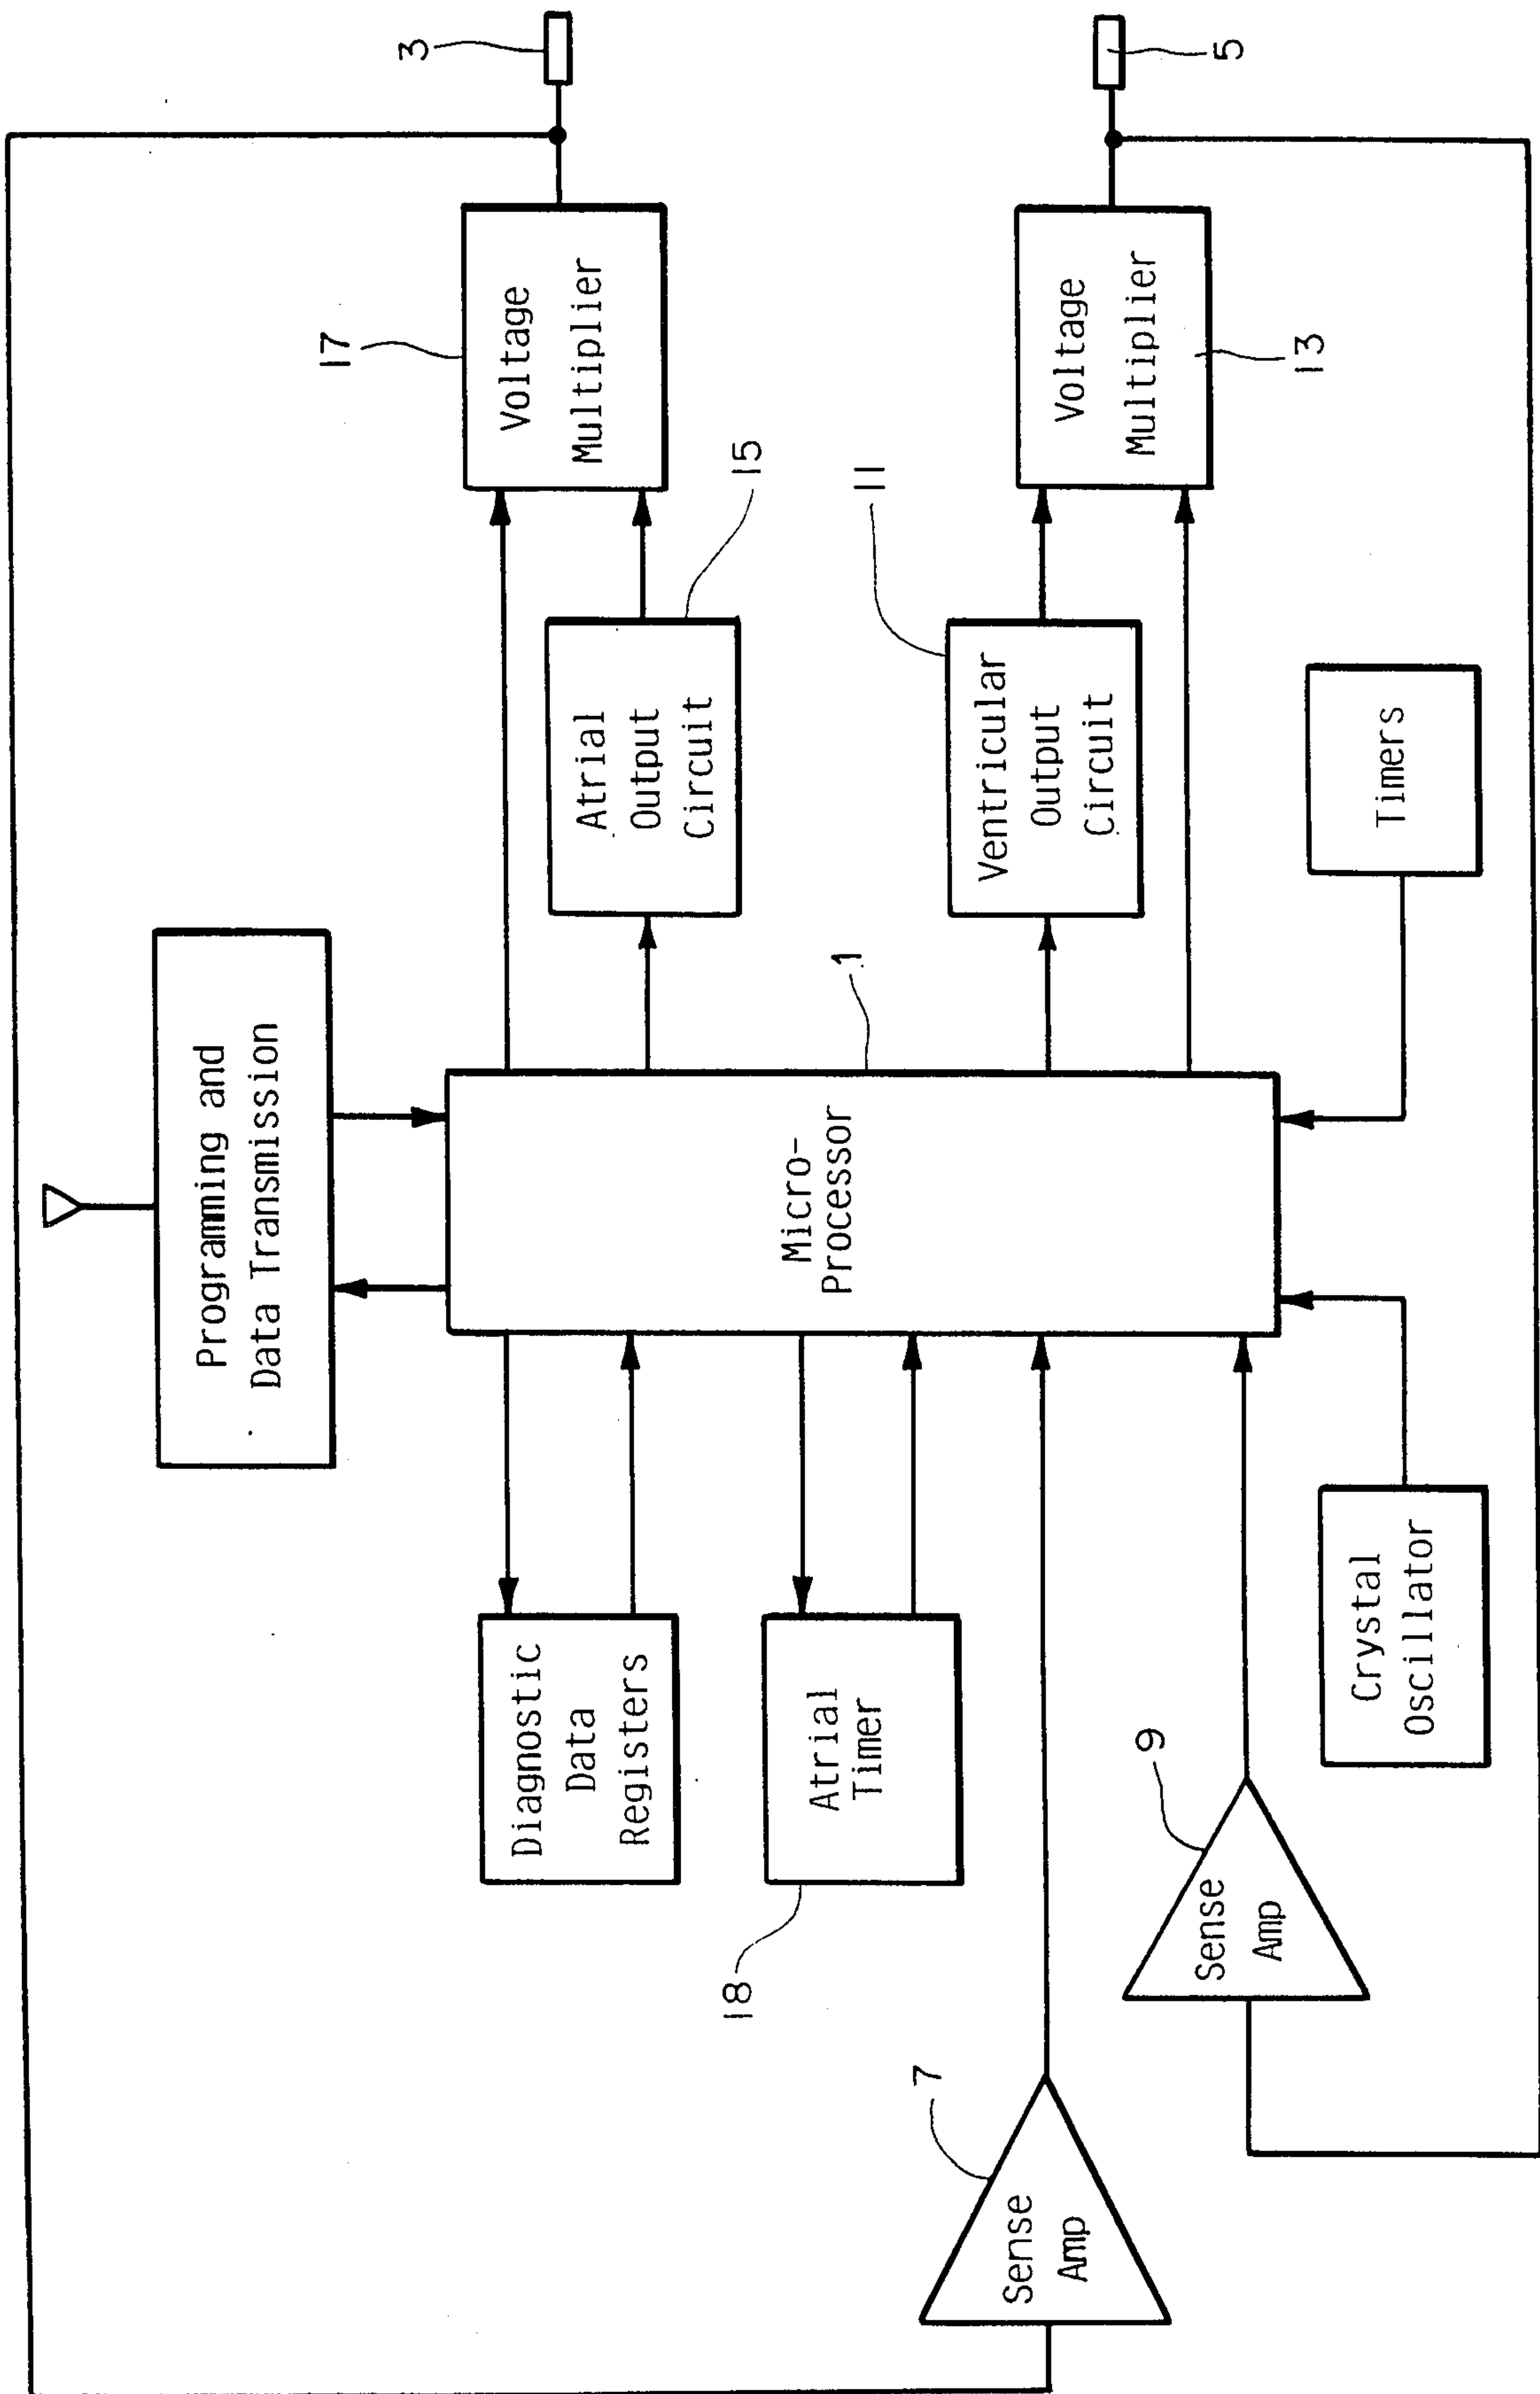 Programming and
Data Transmission
3
17
Voltage
Multiplier
Atrial
Output
Circuit
15
Diagnostic
Data
Registers
Micro-
Processor
1
Atrial
Timer
18
11
Ventricular
Output
Circuit
Voltage
Multiplier
13
5
7
Sense
Amp
9
Sense
Amp
Crystal
Oscillator
Timers